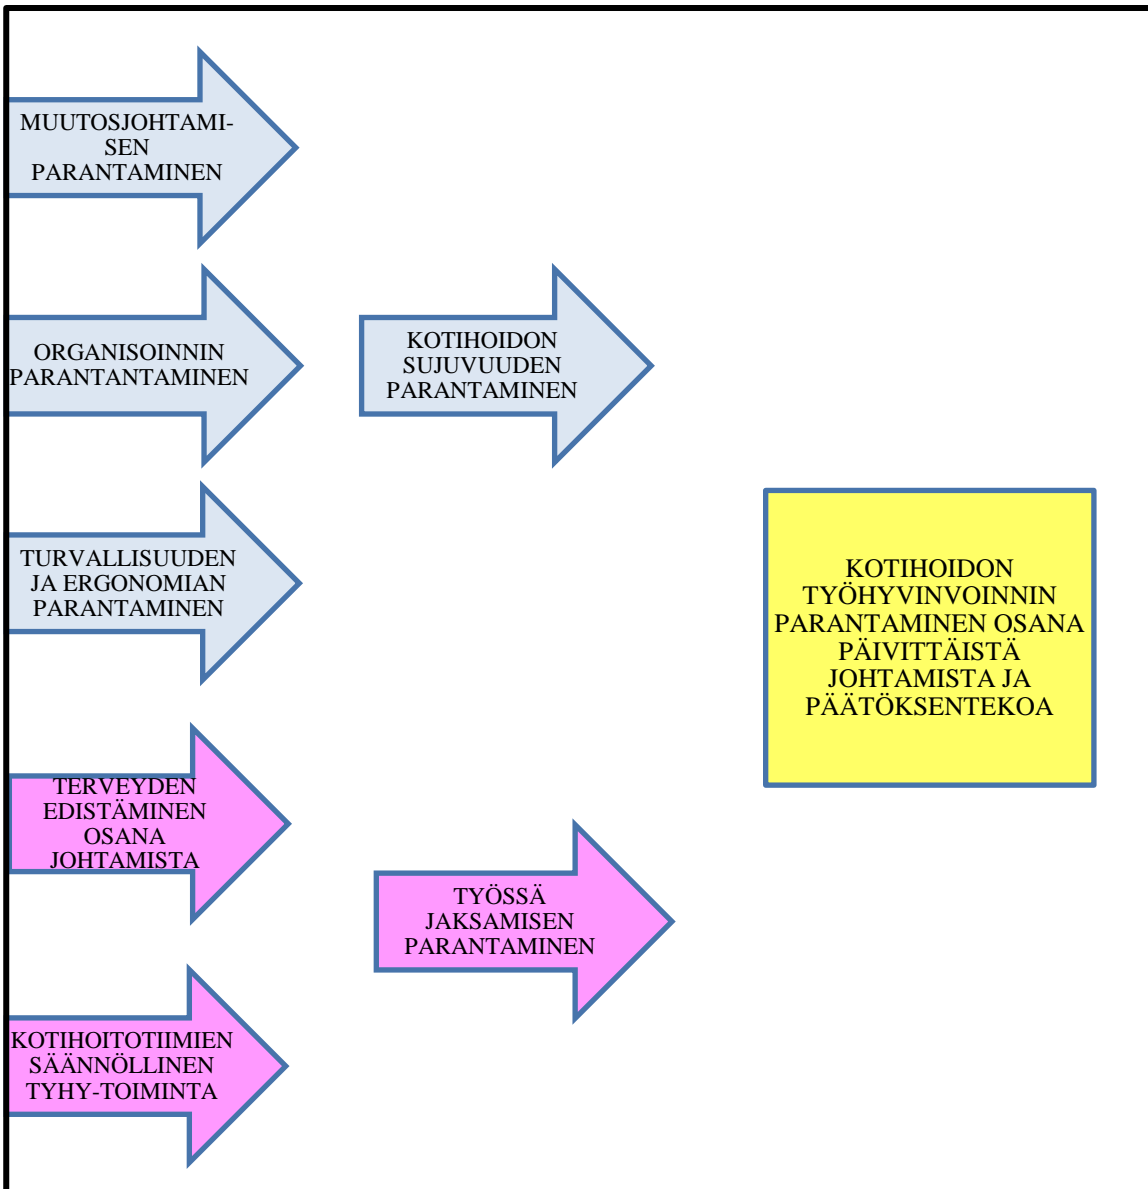 MUUTOSJOHTAMI-
SEN
PARANTAMINEN
ORGANISOINNIN
PARANTANTAMINEN
KOTIHOIDON
SUJUVUUDEN
PARANTAMINEN
TURVALLISUUDEN
JA ERGONOMIAN
PARANTAMINEN
KOTIHOIDON
TYÖHYVINVOINNIN
PARANTAMINEN OSANA
PÄIVITTÄISTÄ
JOHTAMISTA JA
PÄÄTÖKSENTEKOA
TERVEYDEN
EDISTÄMINEN
OSANA
JOHTAMISTA
TYÖSSÄ
JAKSAMISEN
PARANTAMINEN
KOTIHOITOTIIMIEN
SÄÄNNÖLLINEN
TYHY-TOIMINTA